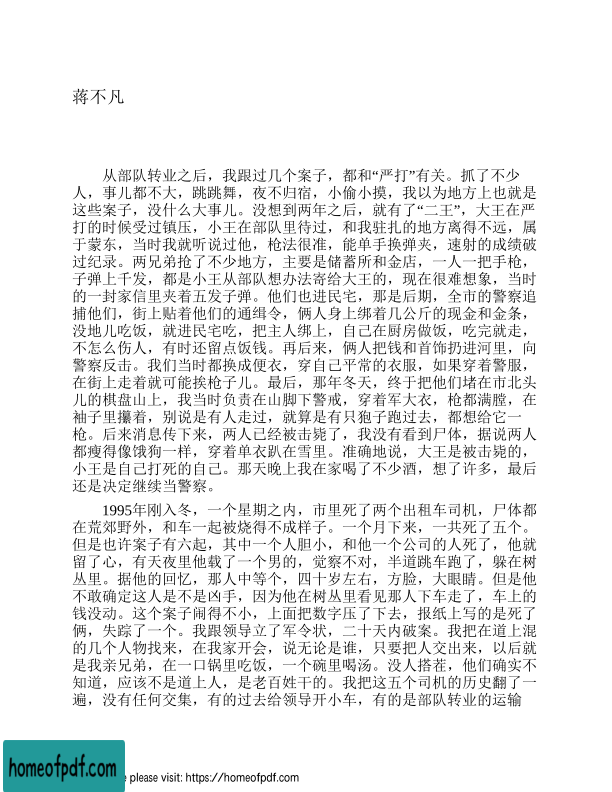 蒋不凡
从部队转业之后，我跟过几个案子，都和“严打”有关。抓了不少
人，事儿都不大，跳跳舞，夜不归宿，小偷小摸，我以为地方上也就是
这些案子，没什么大事儿。没想到两年之后，就有了“二王”，大王在严
打的时候受过镇压，小王在部队里待过，和我驻扎的地方离得不远，属
于蒙东，当时我就听说过他，枪法很准，能单手换弹夹，速射的成绩破
过纪录。两兄弟抢了不少地方，主要是储蓄所和金店，一人一把手枪，
子弹上千发，都是小王从部队想办法寄给大王的，现在很难想象，当时
的一封家信里夹着五发子弹。他们也进民宅，那是后期，全市的警察追
捕他们，街上贴着他们的通缉令，俩人身上绑着几公斤的现金和金条，
没地儿吃饭，就进民宅吃，把主人绑上，自己在厨房做饭，吃完就走，
不怎么伤人，有时还留点饭钱。再后来，俩人把钱和首饰扔进河里，向
警察反击。我们当时都换成便衣，穿自己平常的衣服，如果穿着警服，
在街上走着就可能挨枪子儿。最后，那年冬天，终于把他们堵在市北头
儿的棋盘山上，我当时负责在山脚下警戒，穿着军大衣，枪都满膛，在
袖子里攥着，别说是有人走过，就算是有只狍子跑过去，都想给它一
枪。后来消息传下来，两人已经被击毙了，我没有看到尸体，据说两人
都瘦得像饿狗一样，穿着单衣趴在雪里。准确地说，大王是被击毙的，
小王是自己打死的自己。那天晚上我在家喝了不少酒，想了许多，最后
还是决定继续当警察。
1995年刚入冬，一个星期之内，市里死了两个出租车司机，尸体都
在荒郊野外，和车一起被烧得不成样子。一个月下来，一共死了五个。
但是也许案子有六起，其中一个人胆小，和他一个公司的人死了，他就
留了心，有天夜里他载了一个男的，觉察不对，半道跳车跑了，躲在树
丛里。据他的回忆，那人中等个，四十岁左右，方脸，大眼睛。但是他
不敢确定这人是不是凶手，因为他在树丛里看见那人下车走了，车上的
钱没动。这个案子闹得不小，上面把数字压了下去，报纸上写的是死了
俩，失踪了一个。我跟领导立了军令状，二十天内破案。我把在道上混
的几个人物找来，在我家开会，说无论是谁，只要把人交出来，以后就
是我亲兄弟，在一口锅里吃饭，一个碗里喝汤。没人搭茬，他们确实不
知道，应该不是道上人，是老百姓干的。我把这五个司机的历史翻了一
遍，没有任何交集，有的过去给领导开小车，有的是部队转业的运输
homeofpdf.com
e please visit: https://homeofpdf.com